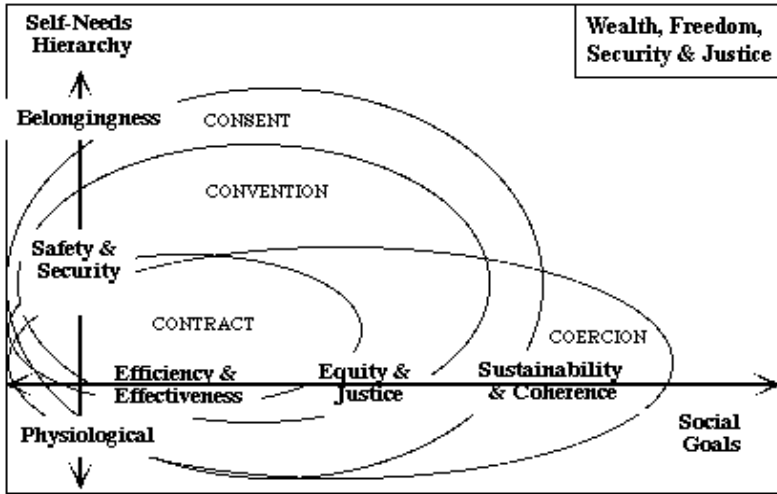 Self-Needs
Hierarchy
Wealth, Freedom,
Security & Justice
Belongingness
CONSENT
CONVENTION
Safety &
Security
CONTRACT
COERCION
Efficiency &
Effectiveness
Equity &
Justice
Sustainability
& Coherence
Physiological
Social
Goals